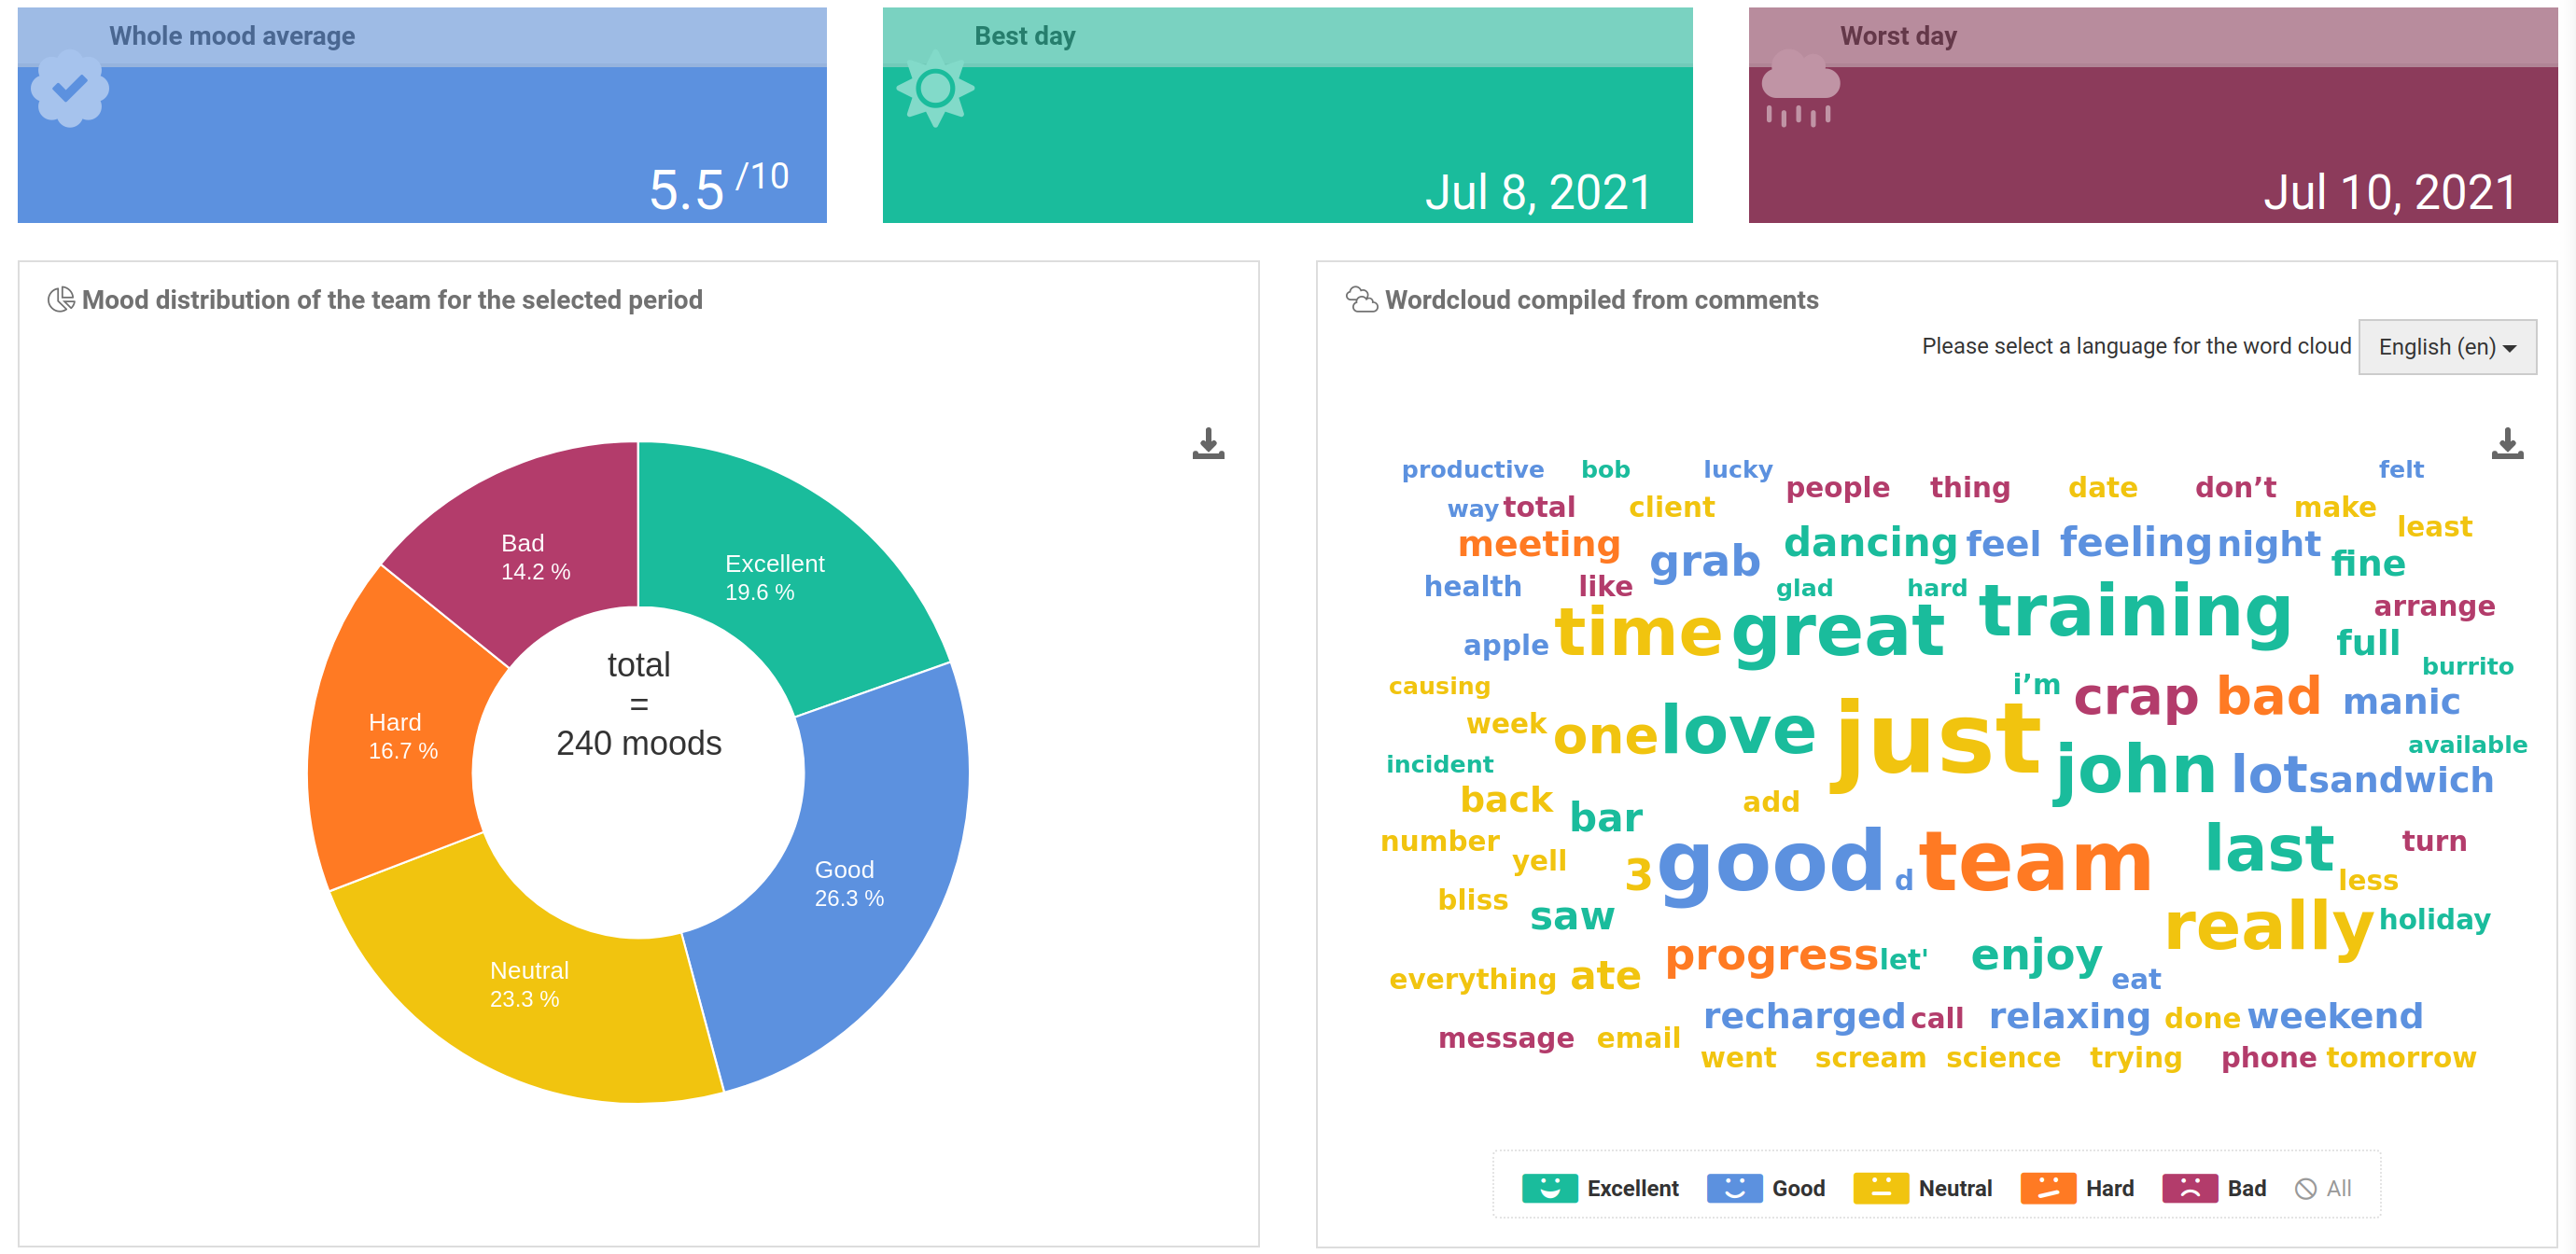 Whole mood average
5.5 /10
Best day
Jul 8, 2021
Worst day
Jul 10, 2021
Mood distribution of the team for the selected period
Bad
14.2 %
Excellent
19.6 %
Hard
16.7 %
total
=
240 moods
Good
26.3 %
Neutral
23.3 %
Wordcloud compiled from comments
Please select a language for the word cloud English (en)
productive bob lucky felt
people thing date don’t
way total client make
least
meeting grab dancing feel feeling night fine
health like glad hard
time great training arrange
apple full
burrito
causing i’m crap bad manic
week one love just
available
incident john lot sandwich
back bar add
number yell 3 good d team last turn
less
bliss saw really holiday
progress let' enjoy
everything ate eat
recharged call relaxing done weekend
message email
went scream science trying phone tomorrow
Excellent Good Neutral Hard Bad All